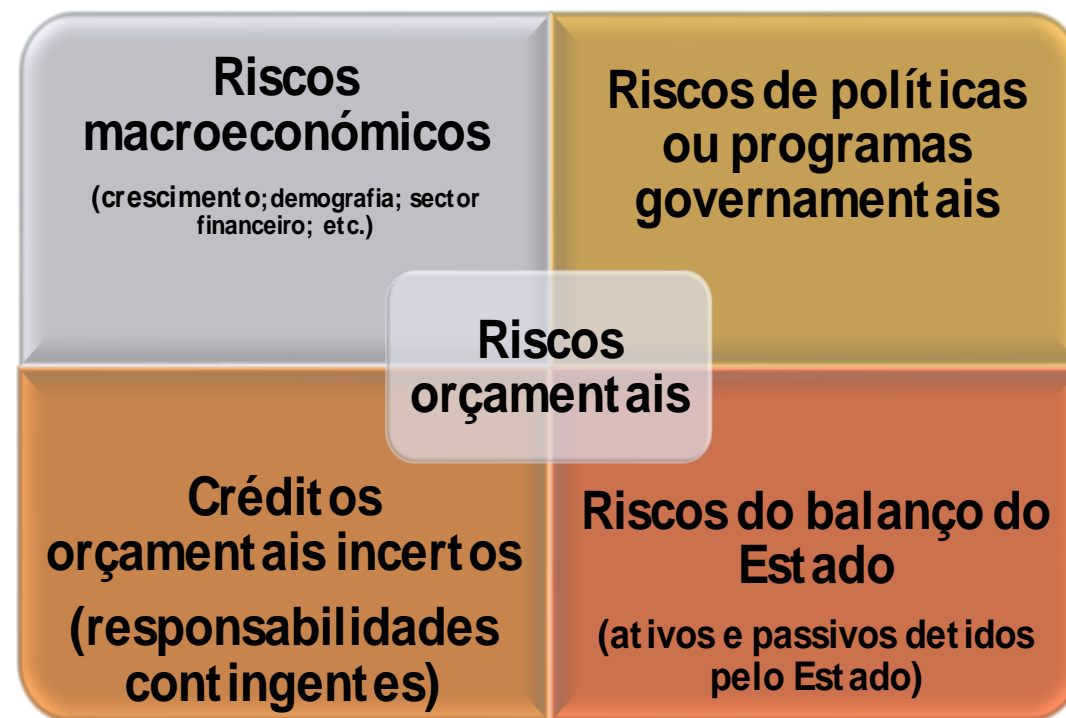 Riscos
macroeconómicos
(crescimento; demografia; sector
financeiro; etc.)
Riscos de políticas
ou programas
governamentais
Riscos
orçamentais
Créditos
orçamentais incertos
(responsabilidades
contingentes)
Riscos do balanço do
Estado
(ativos e passivos detidos
pelo Estado)